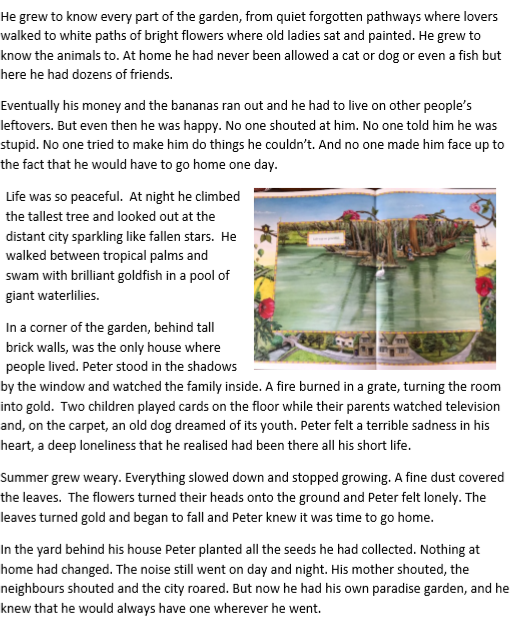 He grew to know every part of the garden, from quiet forgotten pathways where lovers
walked to white paths of bright flowers where old ladies sat and painted. He grew to
know the animals to. At home he had never been allowed a cat or dog or even a fish but
here he had dozens of friends.
Eventually his money and the bananas ran out and he had to live on other people's
leftovers. But even then he was happy. No one shouted at him. No one told him he was
stupid. No one tried to make him do things he couldn't. And no one made him face up to
the fact that he would have to go home one day.
Life was so peaceful. At night he climbed
the tallest tree and looked out at the
distant city sparkling like fallen stars. He
walked between tropical palms and
swam with brilliant goldfish in a pool of
giant waterlilies.
In a corner of the garden, behind tall
brick walls, was the only house where
people lived. Peter stood in the shadows
by the window and watched the family inside. A fire burned in a grate, turning the room
into gold. Two children played cards on the floor while their parents watched television
and, on the carpet, an old dog dreamed of its youth. Peter felt a terrible sadness in his
heart, a deep loneliness that he realised had been there all his short life.
Summer grew weary. Everything slowed down and stopped growing. A fine dust covered
the leaves. The flowers turned their heads onto the ground and Peter felt lonely. The
leaves turned gold and began to fall and Peter knew it was time to go home.
In the yard behind his house Peter planted all the seeds he had collected. Nothing at
home had changed. The noise still went on day and night. His mother shouted, the
neighbours shouted and the city roared. But now he had his own paradise garden, and he
knew that he would always have one wherever he went.